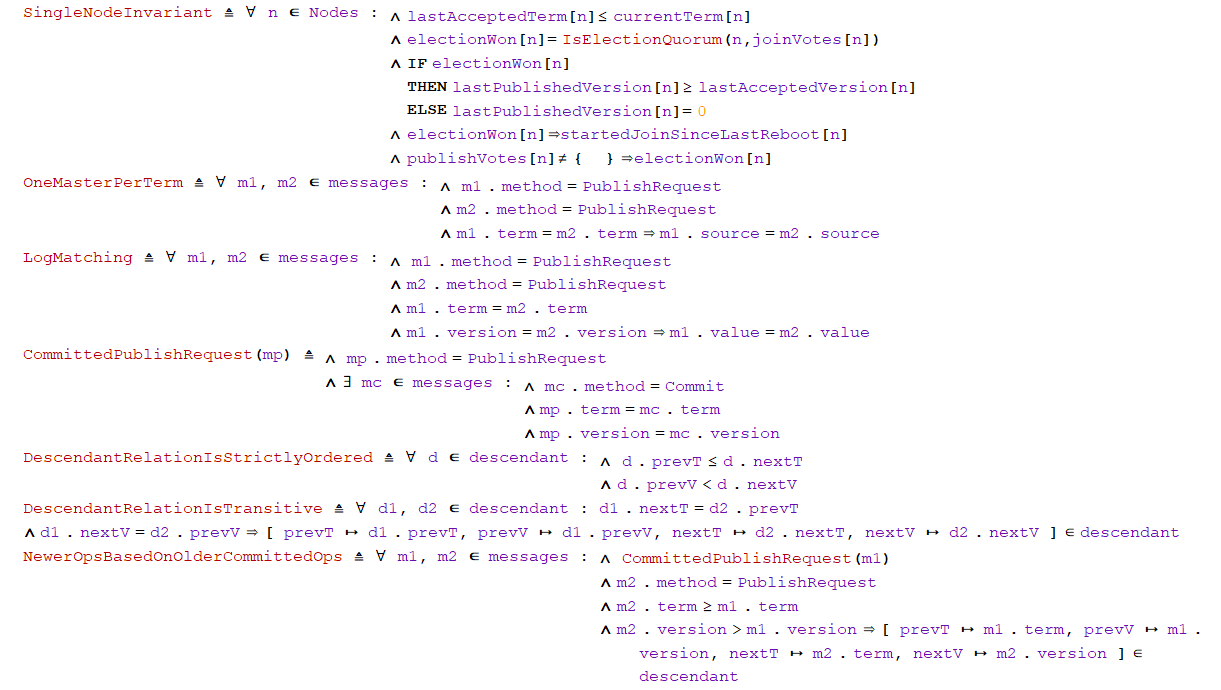 SingleNodeInvariant ≜ ∀ n ∈ Nodes : ∧ lastAcceptedTerm[n] ≤ currentTerm[n]
∧ electionWon[n] = IsElectionQuorum(n,joinVotes[n])
∧ IF electionWon[n]
THEN lastPublishedVersion[n] ≥ lastAcceptedVersion[n]
ELSE lastPublishedVersion[n] = 0
∧ electionWon[n] ⇒ startedJoinSinceLastReboot[n]
∧ publishVotes[n] ≠ { } ⇒ electionWon[n]
OneMasterPerTerm ≜ ∀ m1, m2 ∈ messages : ∧ m1 . method = PublishRequest
∧ m2 . method = PublishRequest
∧ m1 . term = m2 . term ⇒ m1 . source = m2 . source
LogMatching ≜ ∀ m1, m2 ∈ messages : ∧ m1 . method = PublishRequest
∧ m2 . method = PublishRequest
∧ m1 . term = m2 . term
∧ m1 . version = m2 . version ⇒ m1 . value = m2 . value
CommittedPublishRequest(mp) ≜ ∧ mp . method = PublishRequest
∧ ∃ mc ∈ messages : ∧ mc . method = Commit
∧ mp . term = mc . term
∧ mp . version = mc . version
DescendantRelationIsStrictlyOrdered ≜ ∀ d ∈ descendant : ∧ d . prevT ≤ d . nextT
∧ d . prevV < d . nextV
DescendantRelationIsTransitive ≜ ∀ d1, d2 ∈ descendant : d1 . nextT = d2 . prevT
∧ d1 . nextV = d2 . prevV ⇒ [ prevT ↦ d1 . prevT, prevV ↦ d1 . prevV, nextT ↦ d2 . nextT, nextV ↦ d2 . nextV ] ∈ descendant
NewerOpsBasedOnOlderCommittedOps ≜ ∀ m1, m2 ∈ messages : ∧ CommittedPublishRequest(m1)
∧ m2 . method = PublishRequest
∧ m2 . term ≥ m1 . term
∧ m2 . version > m1 . version ⇒ [ prevT ↦ m1 . term, prevV ↦ m1 .
version, nextT ↦ m2 . term, nextV ↦ m2 . version ] ∈
descendant